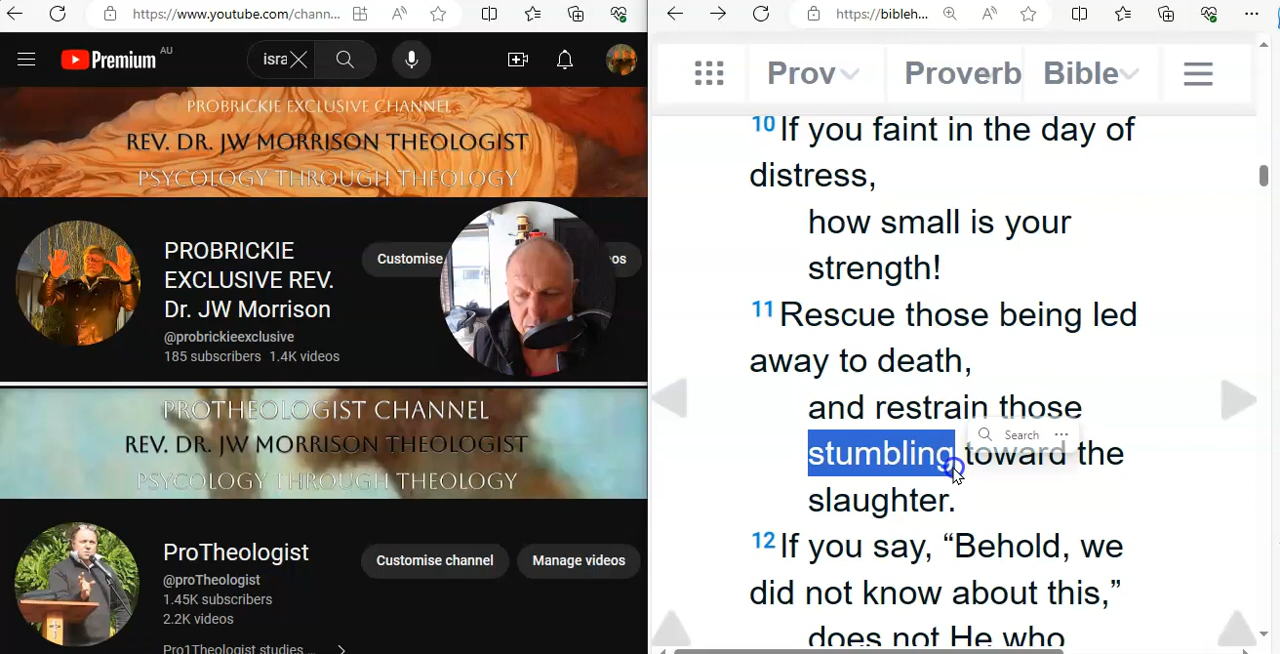 https://www.youtube.com/chann...
Premium AU
isra
PROBRICKIE EXCLUSIVE CHANNEL
REV. DR. JW MORRISON THEOLOGIST
PSYCOLOGY THROUGH THEOLOGY
PROBRICKIE
EXCLUSIVE REV.
Dr. JW Morrison
@probrickieexclusive
185 subscribers 1.4K videos
Customise
os
PROTHEOLOGIST CHANNEL
REV. DR. JW MORRISON THEOLOGIST
PSYCOLOGY THROUGH THEOLOGY
ProTheologist
@proTheologist
1.45K subscribers
2.2K videos
Pro1Theologist studies ...
Customise channel
Manage videos
https://bibleh...
Prov
Proverb
Bible
10 If you faint in the day of
distress,
how small is your
strength!
11 Rescue those being led
away to death,
and restrain those
Search
stumbling toward the
slaughter.
12 If you say, “Behold, we
did not know about this,”
does not He who